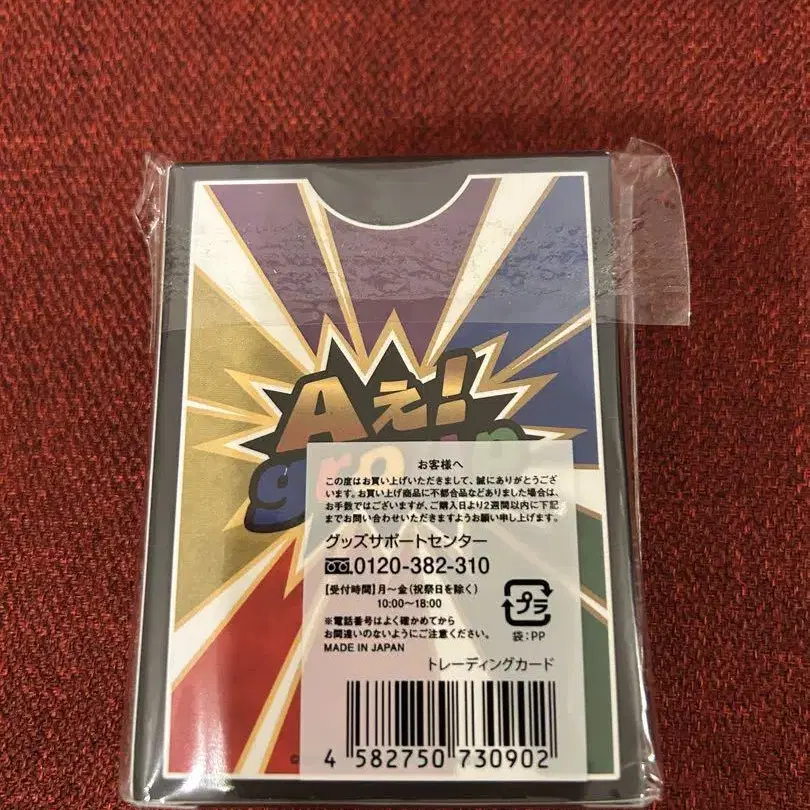 Aぇ!
group
お客様へ
この度はお買い上げいただきまして、誠にありがとうござ
います。お買い上げ商品に不都合品などありました場合は、
お手数ではございますが、ご購入日より2週間以内に下記
までお問い合わせいただきますようお願い申し上げます。
グッズサポートセンター
0120-382-310
【受付時間】月〜金(祝祭日を除く)
10:00〜18:00
※電話番号はよく確かめてから
お間違いのないようにご注意ください。
MADE IN JAPAN
プラ
袋:PP
トレーディングカード
4 582750 730902
©